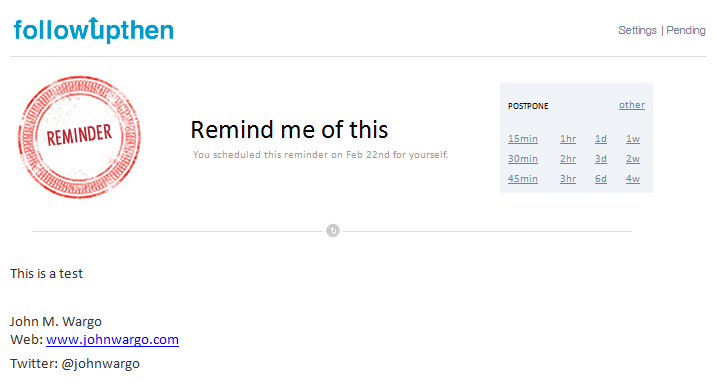 followupthen
Settings | Pending
REMINDER
Remind me of this
You scheduled this reminder on Feb 22nd for yourself.
POSTPONE other
15min 1hr 1d 1w
30min 2hr 3d 2w
45min 3hr 6d 4w
This is a test
John M. Wargo
Web: www.johnwargo.com
Twitter: @johnwargo